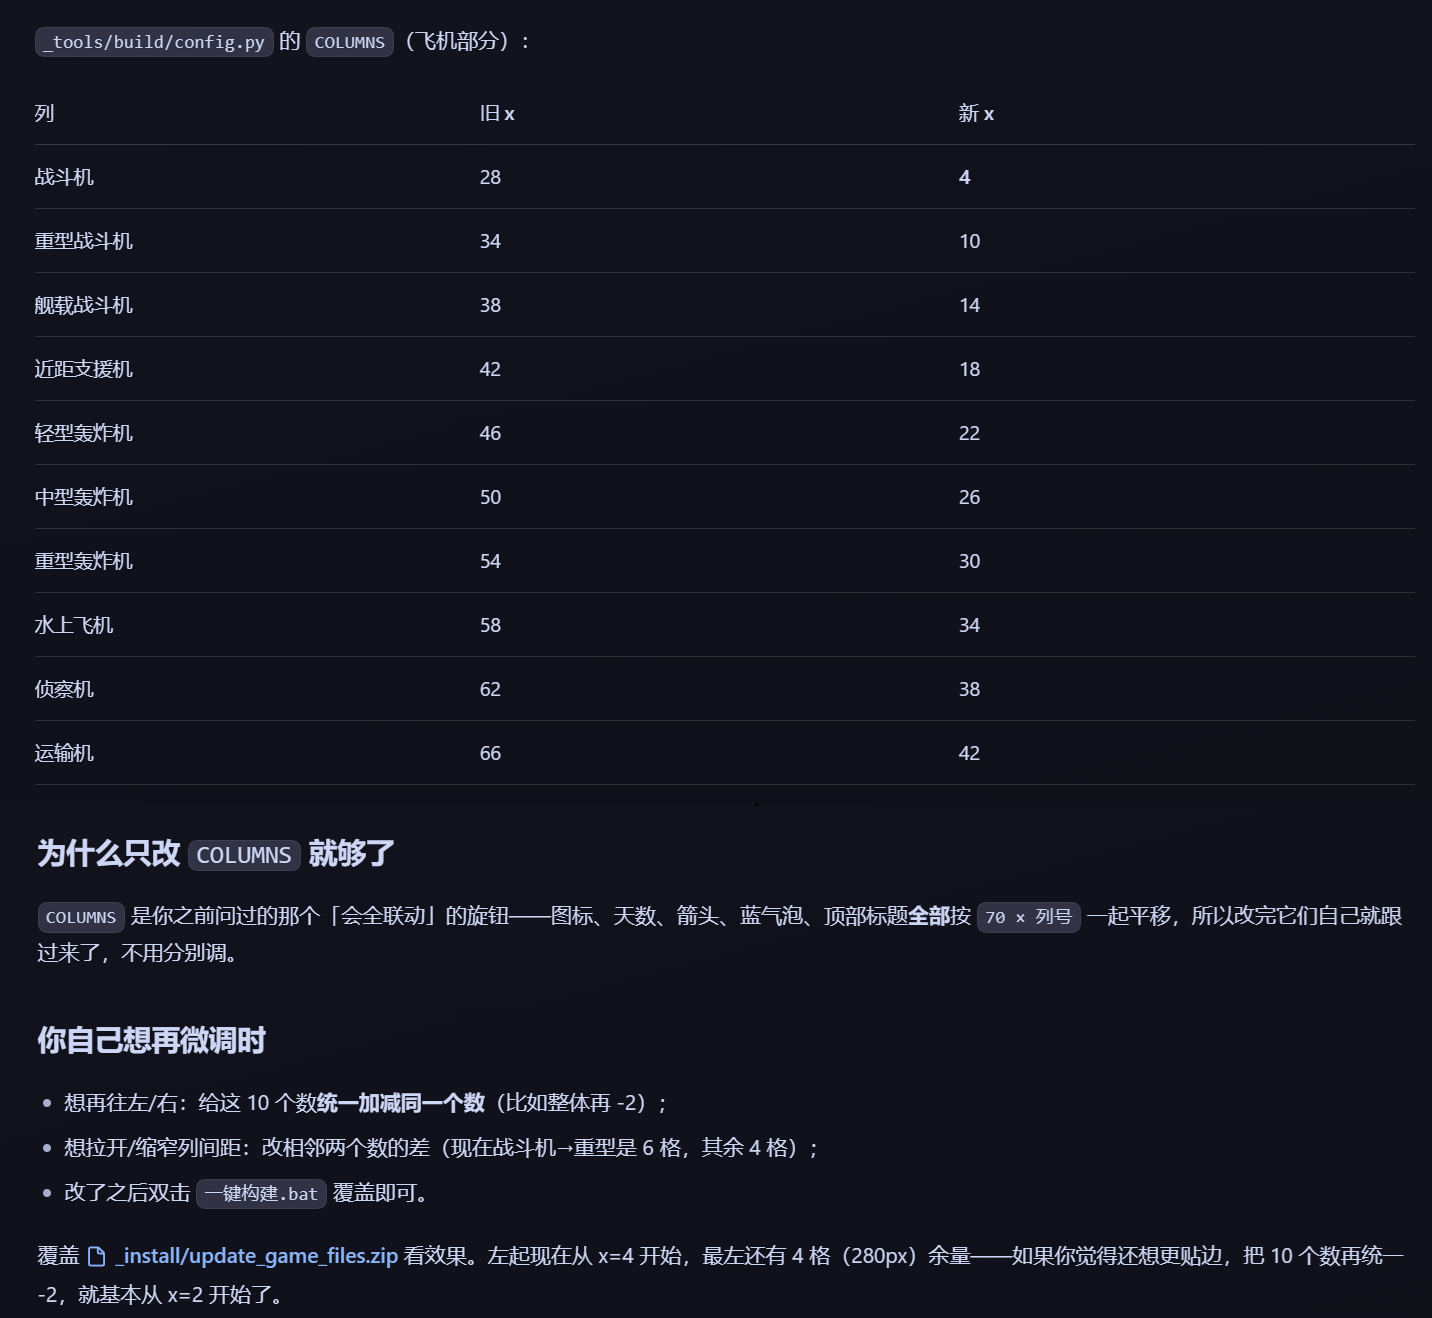 _tools/build/config.py 的 COLUMNS（飞机部分）：
列 旧 x 新 x
战斗机 28 4
重型战斗机 34 10
舰载战斗机 38 14
近距支援机 42 18
轻型轰炸机 46 22
中型轰炸机 50 26
重型轰炸机 54 30
水上飞机 58 34
侦察机 62 38
运输机 66 42
为什么只改 COLUMNS 就够了
COLUMNS 是你之前问过的那个「会全联动」的旋钮——图标、天数、箭头、蓝气泡、顶部标题全部按 70 x 列号 一起平移，所以改完它们自己就跟
过来了，不用分别调。
你自己想再微调时
• 想再往左/右：给这 10 个数统一加减同一个数（比如整体再 -2）；
• 想拉开/缩窄列间距：改相邻两个数的差（现在战斗机→重型是 6 格，其余 4 格）；
• 改了之后双击 一键构建.bat 覆盖即可。
覆盖 _install/update_game_files.zip 看效果。左起现在从 x=4 开始，最左还有 4 格（280px）余量——如果你觉得还想更贴边，把 10 个数再统一
-2，就基本从 x=2 开始了。